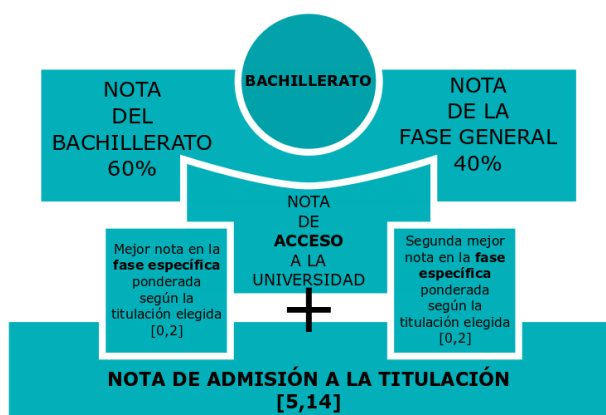 BACHILLERATO
NOTA
DEL
BACHILLERATO
60%
NOTA
DE LA
FASE GENERAL
40%
NOTA
DE
ACCESO
A LA
UNIVERSIDAD
Mejor nota en la
fase específica
ponderada
según la
titulación elegida
[0,2]
+
Segunda mejor
nota en la fase
específica
ponderada
según la
titulación elegida
[0,2]
NOTA DE ADMISIÓN A LA TITULACIÓN
[5,14]